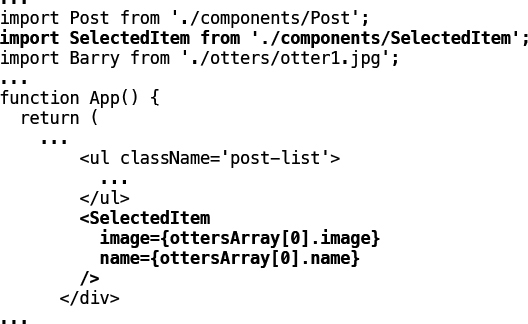 ...
import Post from './components/Post';
import SelectedItem from './components/SelectedItem';
import Barry from './otters/otter1.jpg';
...
function App() {
  return (
    ...
        <ul className='post-list'>
          ...
        </ul>
        <SelectedItem
          image={ottersArray[0].image}
          name={ottersArray[0].name}
        />
      </div>
...